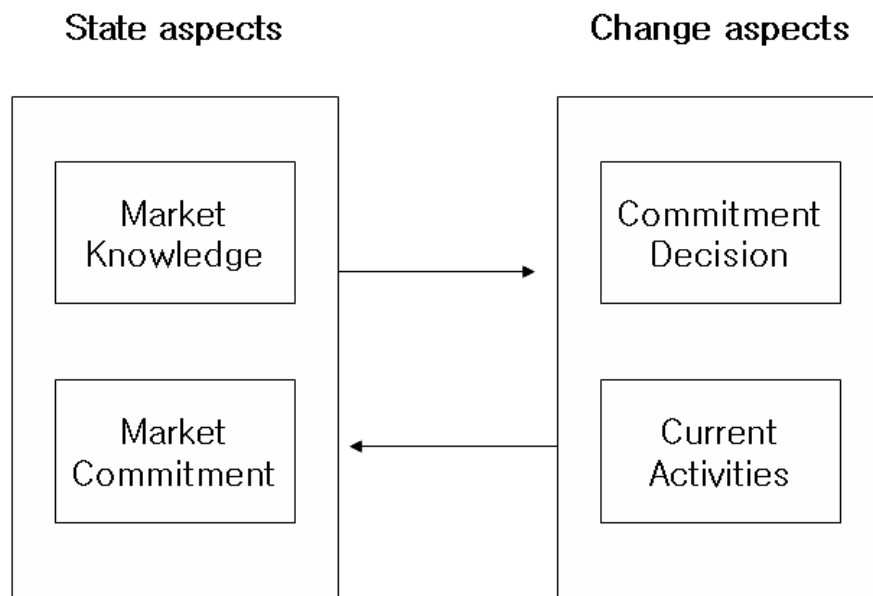 State aspects
Change aspects
Market
Knowledge
Commitment
Decision
Market
Commitment
Current
Activities